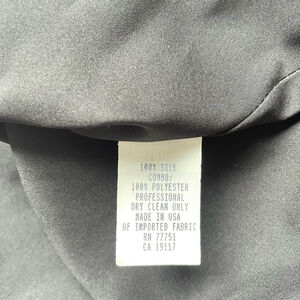 100% SILK
COMBO:
100% POLYESTER
PROFESSIONAL
DRY CLEAN ONLY
MADE IN USA
OF IMPORTED FABRIC
RN 77751
CA 19117